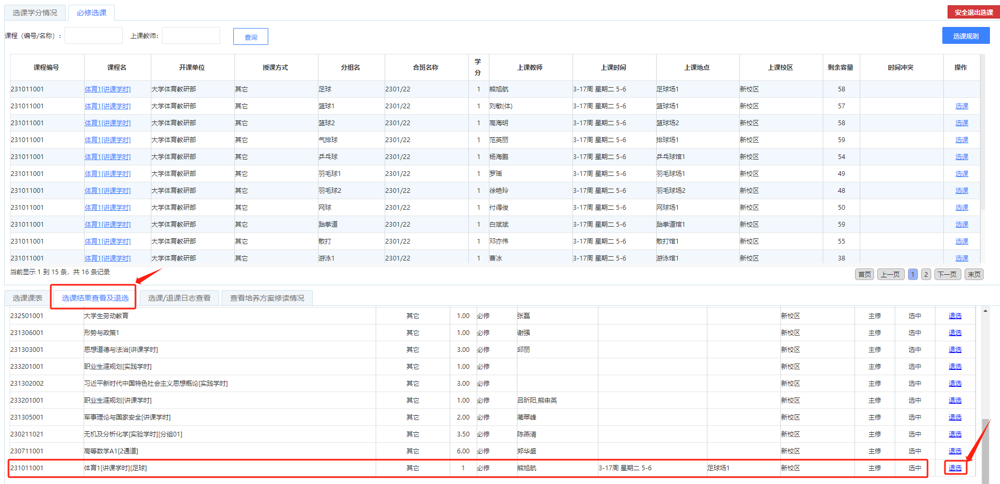 选课学分情况 必修选课 安全退出选课
课程（编号/名称）： 上课教师： 查询 选课规则
课程编号 课程名 开课单位 授课方式 分组名 合班名称 学分 上课教师 上课时间 上课地点 上课校区 剩余容量 时间冲突 操作
231011001 体育1[讲课学时] 大学体育教研部 其它 足球 2301/22 1 熊旭航 3-17周 星期二 5-6 足球场1 新校区 58
231011001 体育1[讲课学时] 大学体育教研部 其它 篮球1 2301/22 1 刘敏(体) 3-17周 星期二 5-6 篮球场1 新校区 57 选课
231011001 体育1[讲课学时] 大学体育教研部 其它 篮球2 2301/22 1 高海明 3-17周 星期二 5-6 篮球场2 新校区 58 选课
231011001 体育1[讲课学时] 大学体育教研部 其它 气排球 2301/22 1 范英丽 3-17周 星期二 5-6 排球场1 新校区 59 选课
231011001 体育1[讲课学时] 大学体育教研部 其它 乒乓球 2301/22 1 杨海鹏 3-17周 星期二 5-6 乒乓球馆1 新校区 54 选课
231011001 体育1[讲课学时] 大学体育教研部 其它 羽毛球1 2301/22 1 罗瑶 3-17周 星期二 5-6 羽毛球场1 新校区 49 选课
231011001 体育1[讲课学时] 大学体育教研部 其它 羽毛球2 2301/22 1 徐艳玲 3-17周 星期二 5-6 羽毛球场2 新校区 48 选课
231011001 体育1[讲课学时] 大学体育教研部 其它 网球 2301/22 1 付得俊 3-17周 星期二 5-6 网球场1 新校区 50 选课
231011001 体育1[讲课学时] 大学体育教研部 其它 跆拳道 2301/22 1 白斌斌 3-17周 星期二 5-6 跆拳道馆1 新校区 59 选课
231011001 体育1[讲课学时] 大学体育教研部 其它 散打 2301/22 1 邓亦伟 3-17周 星期二 5-6 散打馆1 新校区 55 选课
231011001 体育1[讲课学时] 大学体育教研部 其它 游泳1 2301/22 1 曹冰 3-17周 星期二 5-6 游泳馆1 新校区 38 选课
当前显示 1 到 15 条，共 16 条记录 首页 上一页 1 2 下一页 末页
选课课表 选课结果查看及退选 选课/退课日志查看 查看培养方案修读情况
232501001 大学生劳动教育 其它 1.00 必修 张磊 新校区 主修 选中 退选
231306001 形势与政策1 其它 1.00 必修 谢强 新校区 主修 选中 退选
231303001 思想道德与法治[讲课学时] 其它 3.00 必修 邱丽 新校区 主修 选中 退选
233201001 职业生涯规划[实践学时] 其它 1.00 必修 新校区 主修 选中 退选
231302002 习近平新时代中国特色社会主义思想概论[实践学时] 其它 3.00 必修 新校区 主修 选中 退选
233201001 职业生涯规划[讲课学时] 其它 1.00 必修 吕昕阳,熊申英 新校区 主修 选中 退选
231305001 军事理论与国家安全[讲课学时] 其它 2.00 必修 蔺翠峰 新校区 主修 选中 退选
230211021 无机及分析化学[实验学时][分组01] 其它 3.50 必修 陈燕清 新校区 主修 选中 退选
230711001 高等数学A1[2通道] 其它 6.00 必修 郑华盛 新校区 主修 选中 退选
231011001 体育1[讲课学时][足球] 其它 1 必修 熊旭航 3-17周 星期二 5-6 足球场1 新校区 主修 选中 退选